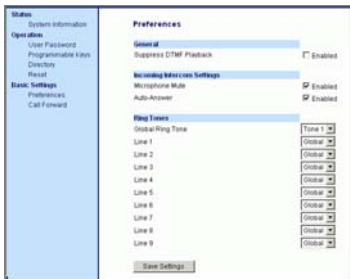 Status
System Information
Operation
User Password
Programmable Keys
Directory
Reset
Basic Settings
Preferences
Call Forward
Preferences
General
Suppress DTMF Playback Enabled
Incoming Intercom Settings
Microphone Mute Enabled
Auto-Answer Enabled
Ring Tones
Global Ring Tone Tone 1
Line 1 Global
Line 2 Global
Line 3 Global
Line 4 Global
Line 5 Global
Line 6 Global
Line 7 Global
Line 8 Global
Line 9 Global
Save Settings